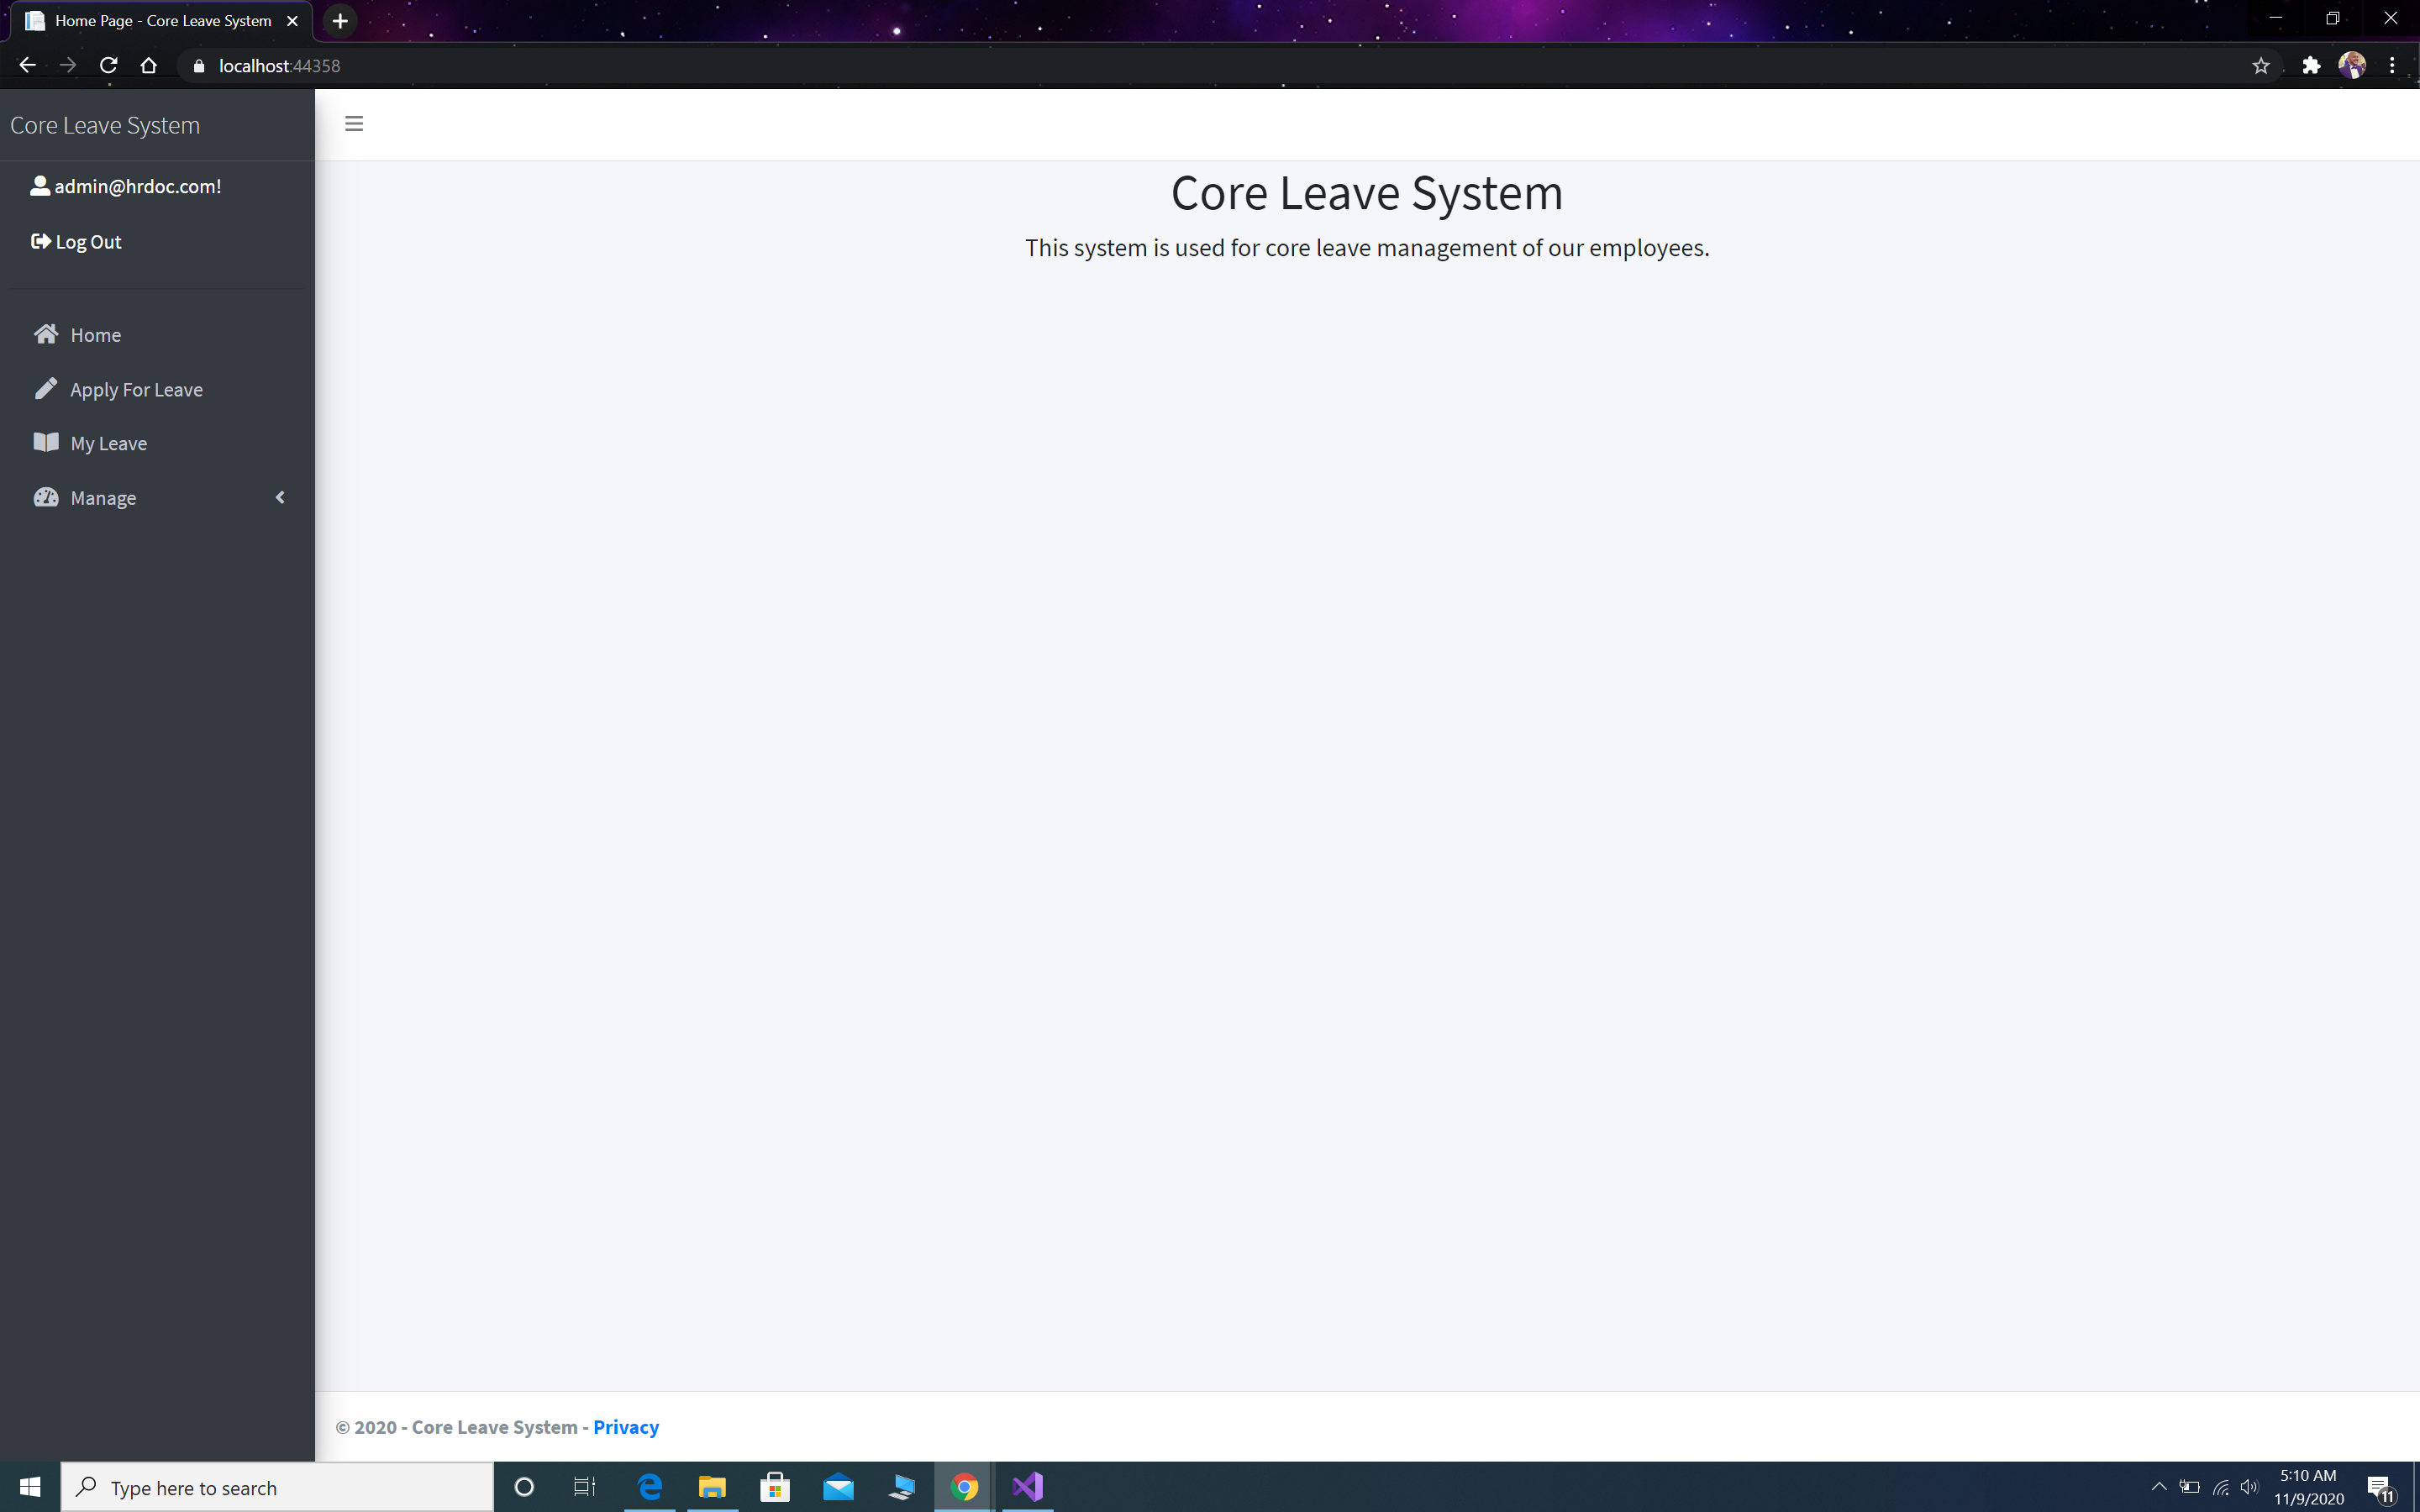 Home Page - Core Leave System
localhost:44358
Core Leave System
admin@hrdoc.com!
Log Out
Home
Apply For Leave
My Leave
Manage
Core Leave System
This system is used for core leave management of our employees.
© 2020 - Core Leave System - Privacy
Type here to search
5:10 AM
11/9/2020
11